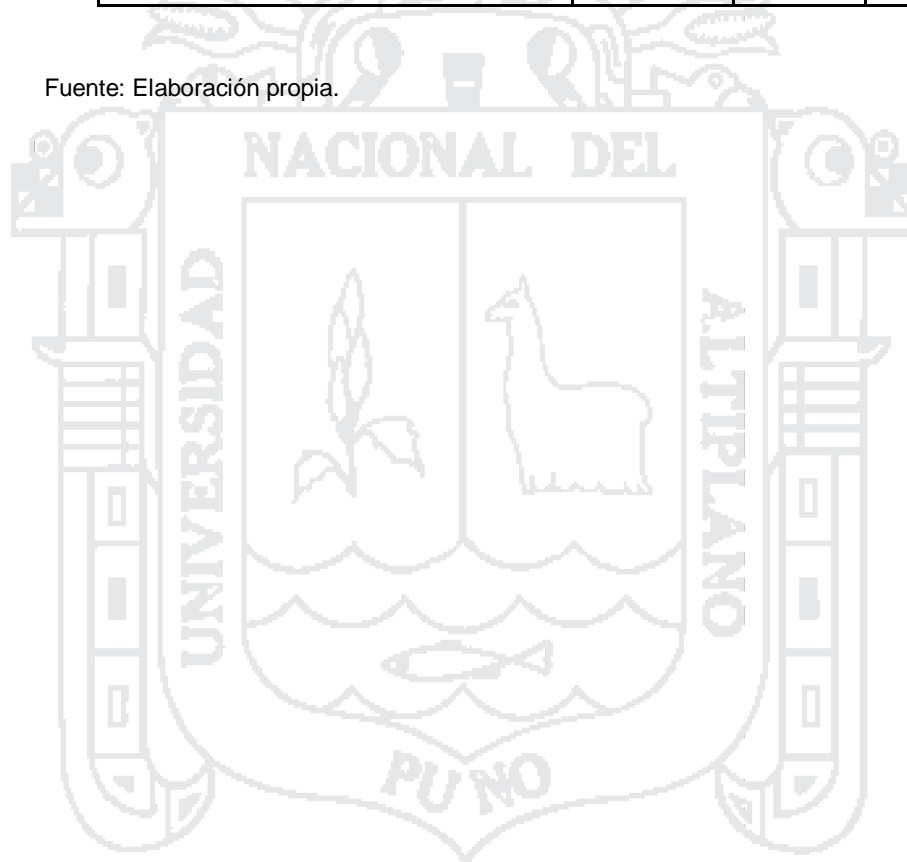 Fuente: Elaboración propia.
NACIONAL DEL
UNIVERSIDAD
ALTIPLANO
PUNO